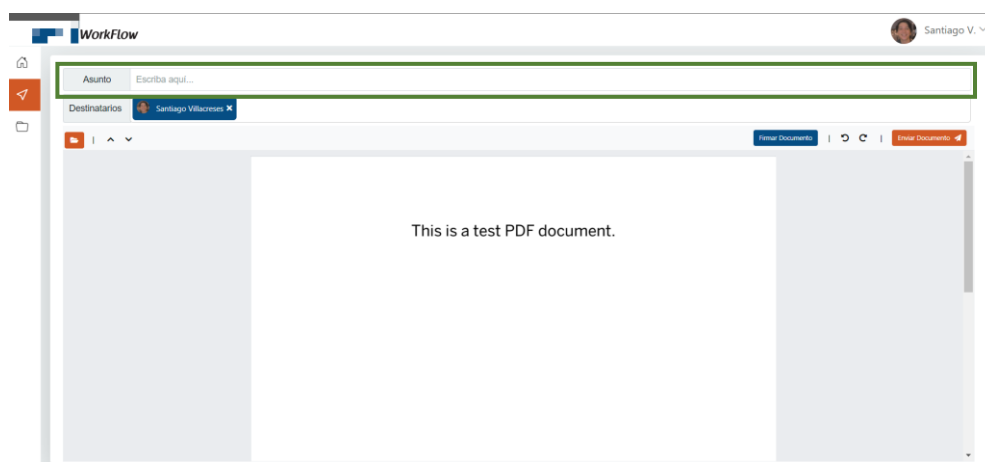 WorkFlow
Santiago V.
Asunto Escriba aquí...
Destinatarios Santiago Villacreses ×
Firmar Documento Enviar Documento
This is a test PDF document.